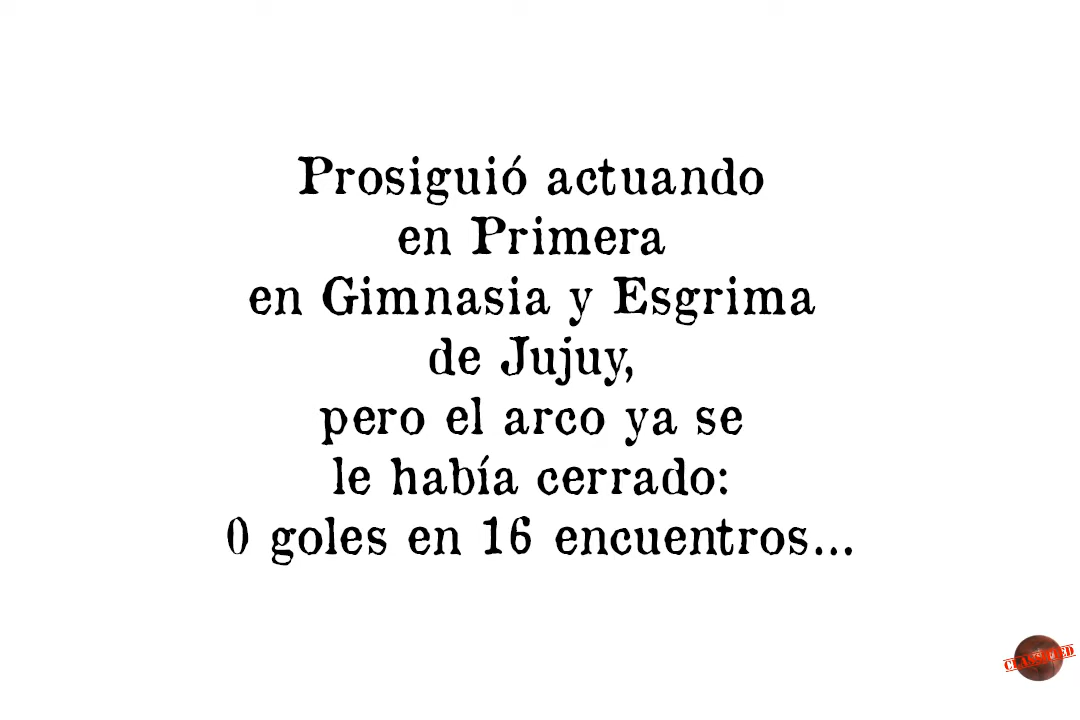 Prosiguió actuando
en Primera
en Gimnasia y Esgrima
de Jujuy,
pero el arco ya se
le había cerrado:
0 goles en 16 encuentros...
CLASSIFIED